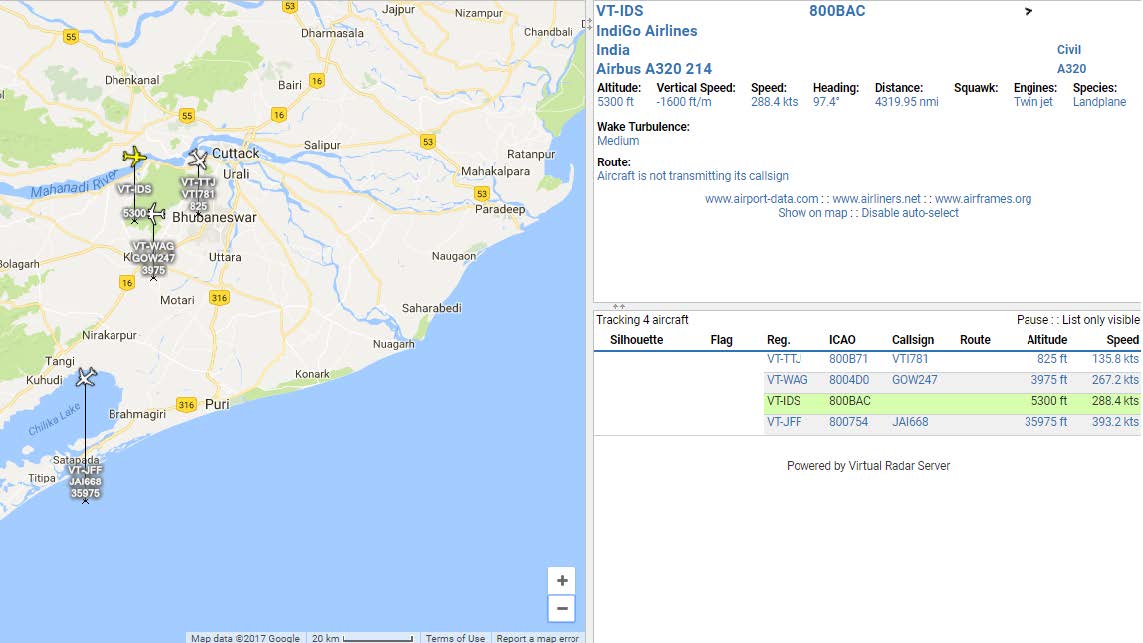 53
Jajpur
Nizampur
55
Dharmasala
Chandbali
Dhenkanal
Bairi
16
55
16
Salipur
53
Cuttack
Ratanpur
Urali
Mahakalpara
Mahanadi River
VT-IDS
VT-TTJ
VTI781
825
53
Paradeep
5300
Bhubaneswar
VT-WAG
GOW247
3975
Uttara
Naugaon
Bolagarh
16
Motari
316
Saharabedi
Nirakarpur
Nuagarh
Tangi
Kuhudi
Konark
316
Puri
Chilika Lake
Brahmagiri
Satapada
Titipa
VT-JFF
JAI668
35975
+
−
Map data ©2017 Google
20 km
Terms of Use
Report a map error
VT-IDS 800BAC
IndiGo Airlines
India Civil
Airbus A320 214 A320
Altitude: Vertical Speed: Speed: Heading: Distance: Squawk: Engines: Species:
5300 ft -1600 ft/m 288.4 kts 97.4° 4319.95 nmi Twin jet Landplane
Wake Turbulence:
Medium
Route:
Aircraft is not transmitting its callsign
www.airport-data.com : : www.airliners.net : : www.airframes.org
Show on map : : Disable auto-select
Tracking 4 aircraft Pause : : List only visible
Silhouette Flag Reg. ICAO Callsign Route Altitude Speed
VT-TTJ 800B71 VTI781 825 ft 135.8 kts
VT-WAG 8004D0 GOW247 3975 ft 267.2 kts
VT-IDS 800BAC 5300 ft 288.4 kts
VT-JFF 800754 JAI668 35975 ft 393.2 kts
Powered by Virtual Radar Server